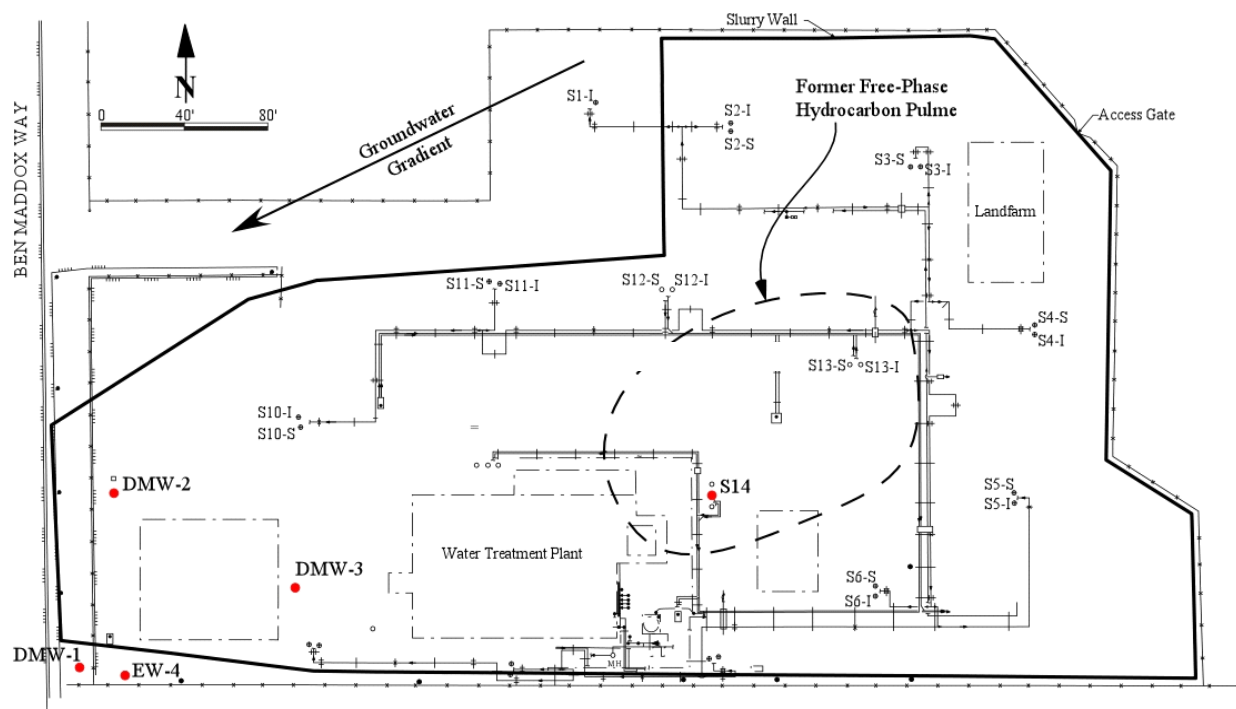 Slurry Wall
N
0 40' 80'
BEN MADDOX WAY
Groundwater
Gradient
S1-I
S2-I
S2-S
Former Free-Phase
Hydrocarbon Pulme
Access Gate
S3-S
S3-I
Landfarm
S11-S
S11-I
S12-S
S12-I
S4-S
S4-I
S13-S
S13-I
S10-I
S10-S
DMW-2
S14
S5-S
S5-I
Water Treatment Plant
DMW-3
S6-S
S6-I
DMW-1
EW-4
MH